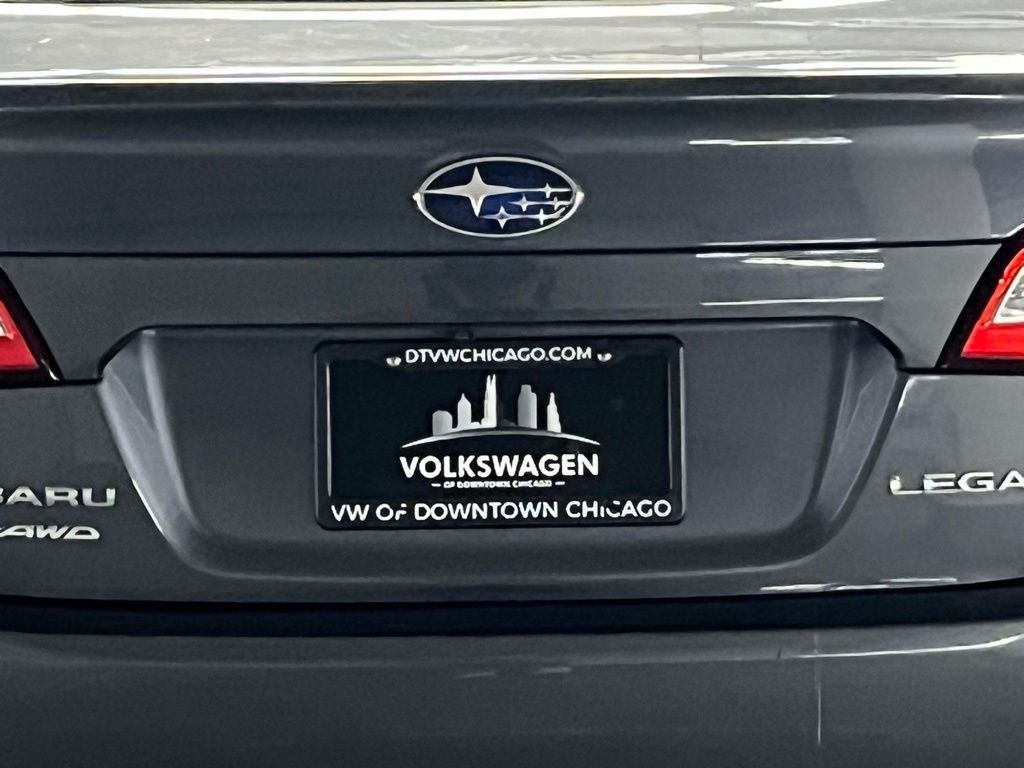 DTVWCHICAGO.COM
VOLKSWAGEN
OF DOWNTOWN CHICAGO
VW OF DOWNTOWN CHICAGO
BARU
AWD
LEGA